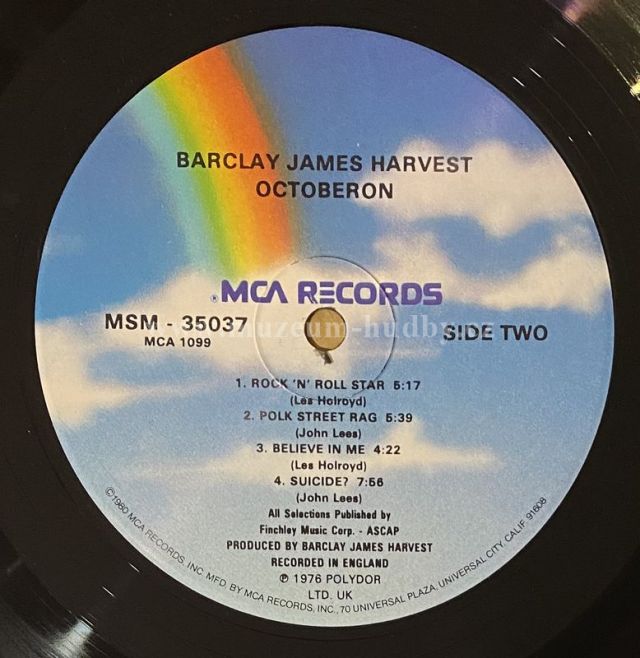 BARCLAY JAMES HARVEST
OCTOBERON
® MCA RECORDS
MSM - 35037
MCA 1099
SIDE TWO
1. ROCK 'N' ROLL STAR 5:17
(Les Holroyd)
2. POLK STREET RAG 5:39
(John Lees)
3. BELIEVE IN ME 4:22
(Les Holroyd)
4. SUICIDE? 7:56
(John Lees)
All Selections Published by
Finchley Music Corp. - ASCAP
PRODUCED BY BARCLAY JAMES HARVEST
RECORDED IN ENGLAND
℗ 1976 POLYDOR
LTD. UK
©1980 MCA RECORDS, INC. MFD. BY MCA RECORDS, INC., 70 UNIVERSAL PLAZA, UNIVERSAL CITY, CALIF. 91608